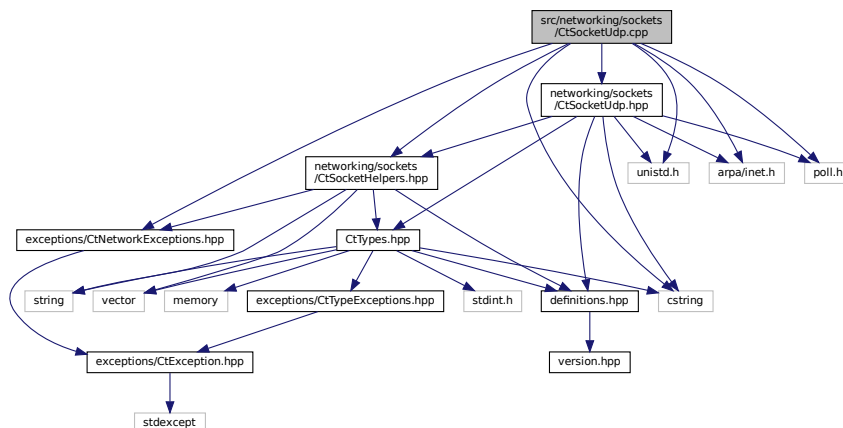 src/networking/sockets
/CtSocketUdp.cpp
networking/sockets
/CtSocketUdp.hpp
networking/sockets
/CtSocketHelpers.hpp
unistd.h
arpa/inet.h
poll.h
exceptions/CtNetworkExceptions.hpp
CtTypes.hpp
string
vector
memory
exceptions/CtTypeExceptions.hpp
stdint.h
definitions.hpp
cstring
exceptions/CtException.hpp
version.hpp
stdexcept